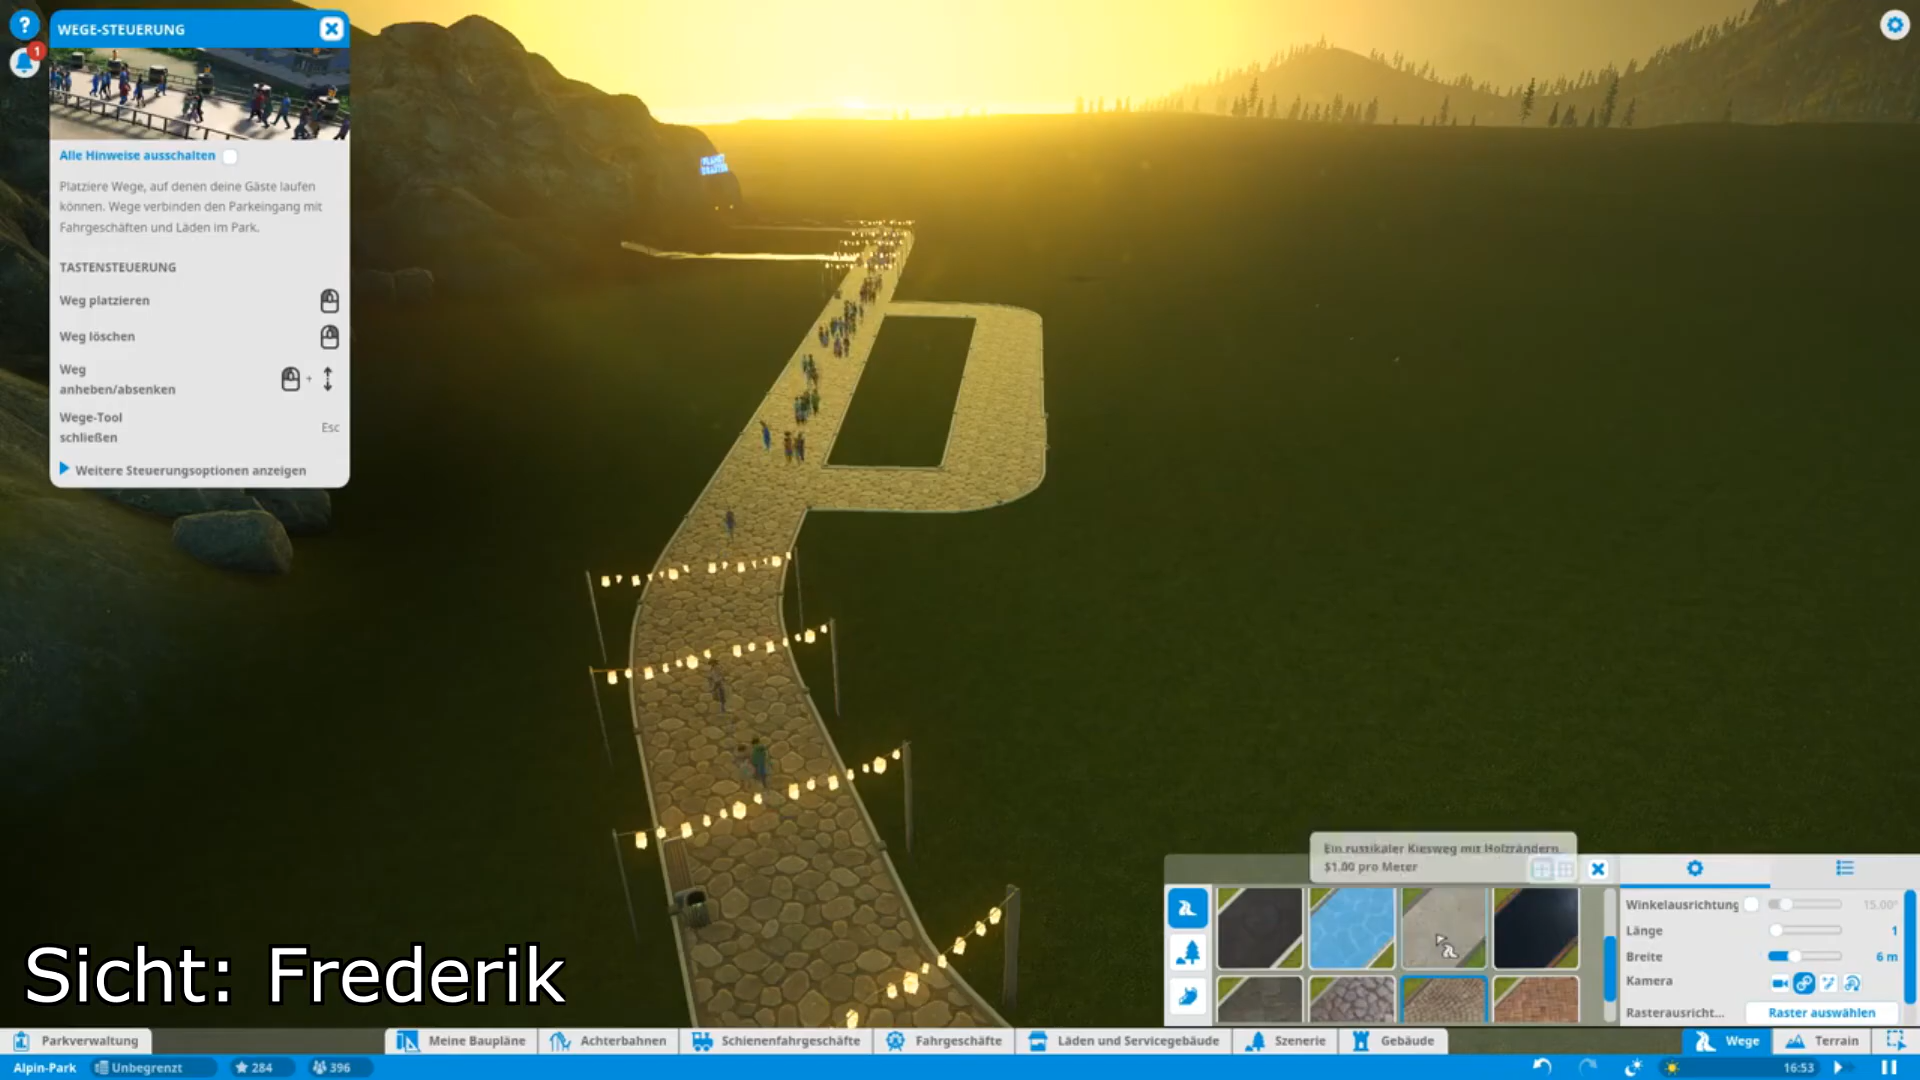 WEGE-STEUERUNG
1
Alle Hinweise ausschalten
Platziere Wege, auf denen deine Gäste laufen
können. Wege verbinden den Parkeingang mit
Fahrgeschäften und Läden im Park.
TASTENSTEUERUNG
Weg platzieren
Weg löschen
Weg
anheben/absenken
+
Wege-Tool
schließen
Esc
Weitere Steuerungsoptionen anzeigen
PLANET
COASTER
Ein rustikaler Kiesweg mit Holzrändern.
$1.00 pro Meter
Winkelausrichtung 15.00°
Länge 1
Breite 6 m
Kamera
Rasterausricht... Raster auswählen
Sicht: Frederik
Parkverwaltung Meine Baupläne Achterbahnen Schienenfahrgeschäfte Fahrgeschäfte Läden und Servicegebäude Szenerie Gebäude Wege Terrain
Alpin-Park Unbegrenzt 284 396 16:53